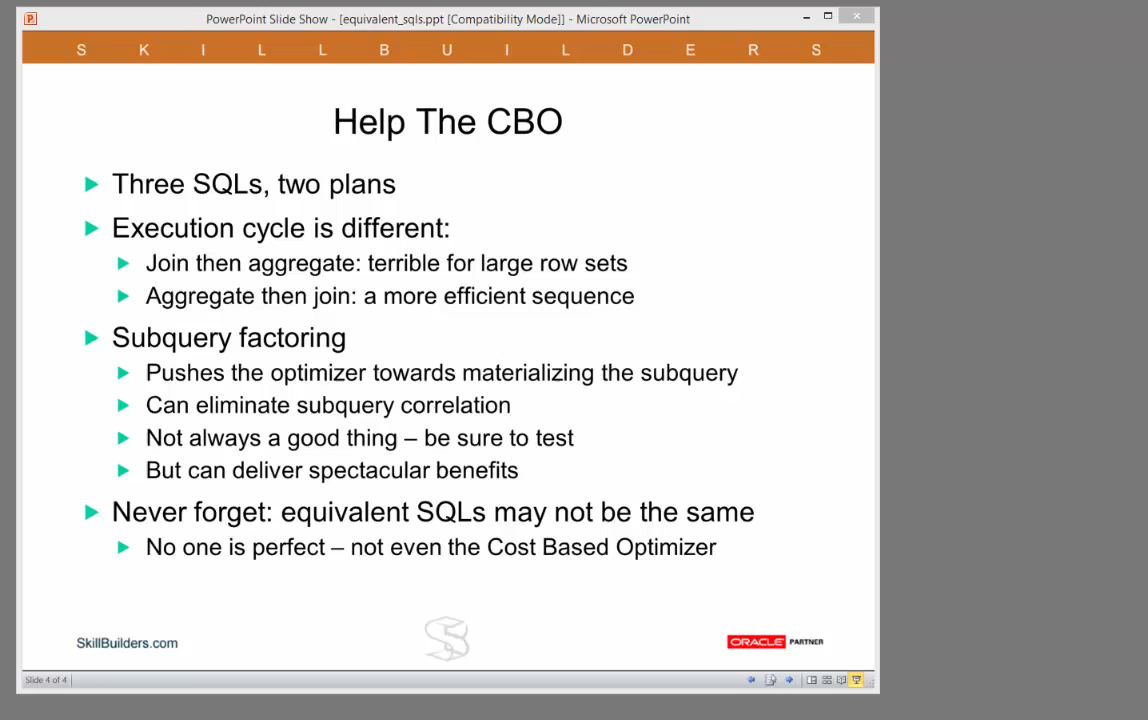 PowerPoint Slide Show - [equivalent_sqls.ppt [Compatibility Mode]] - Microsoft PowerPoint
S K I L L B U I L D E R S
Help The CBO
Three SQLs, two plans
Execution cycle is different:
Join then aggregate: terrible for large row sets
Aggregate then join: a more efficient sequence
Subquery factoring
Pushes the optimizer towards materializing the subquery
Can eliminate subquery correlation
Not always a good thing – be sure to test
But can deliver spectacular benefits
Never forget: equivalent SQLs may not be the same
No one is perfect – not even the Cost Based Optimizer
SkillBuilders.com
ORACLE PARTNER
Slide 4 of 4